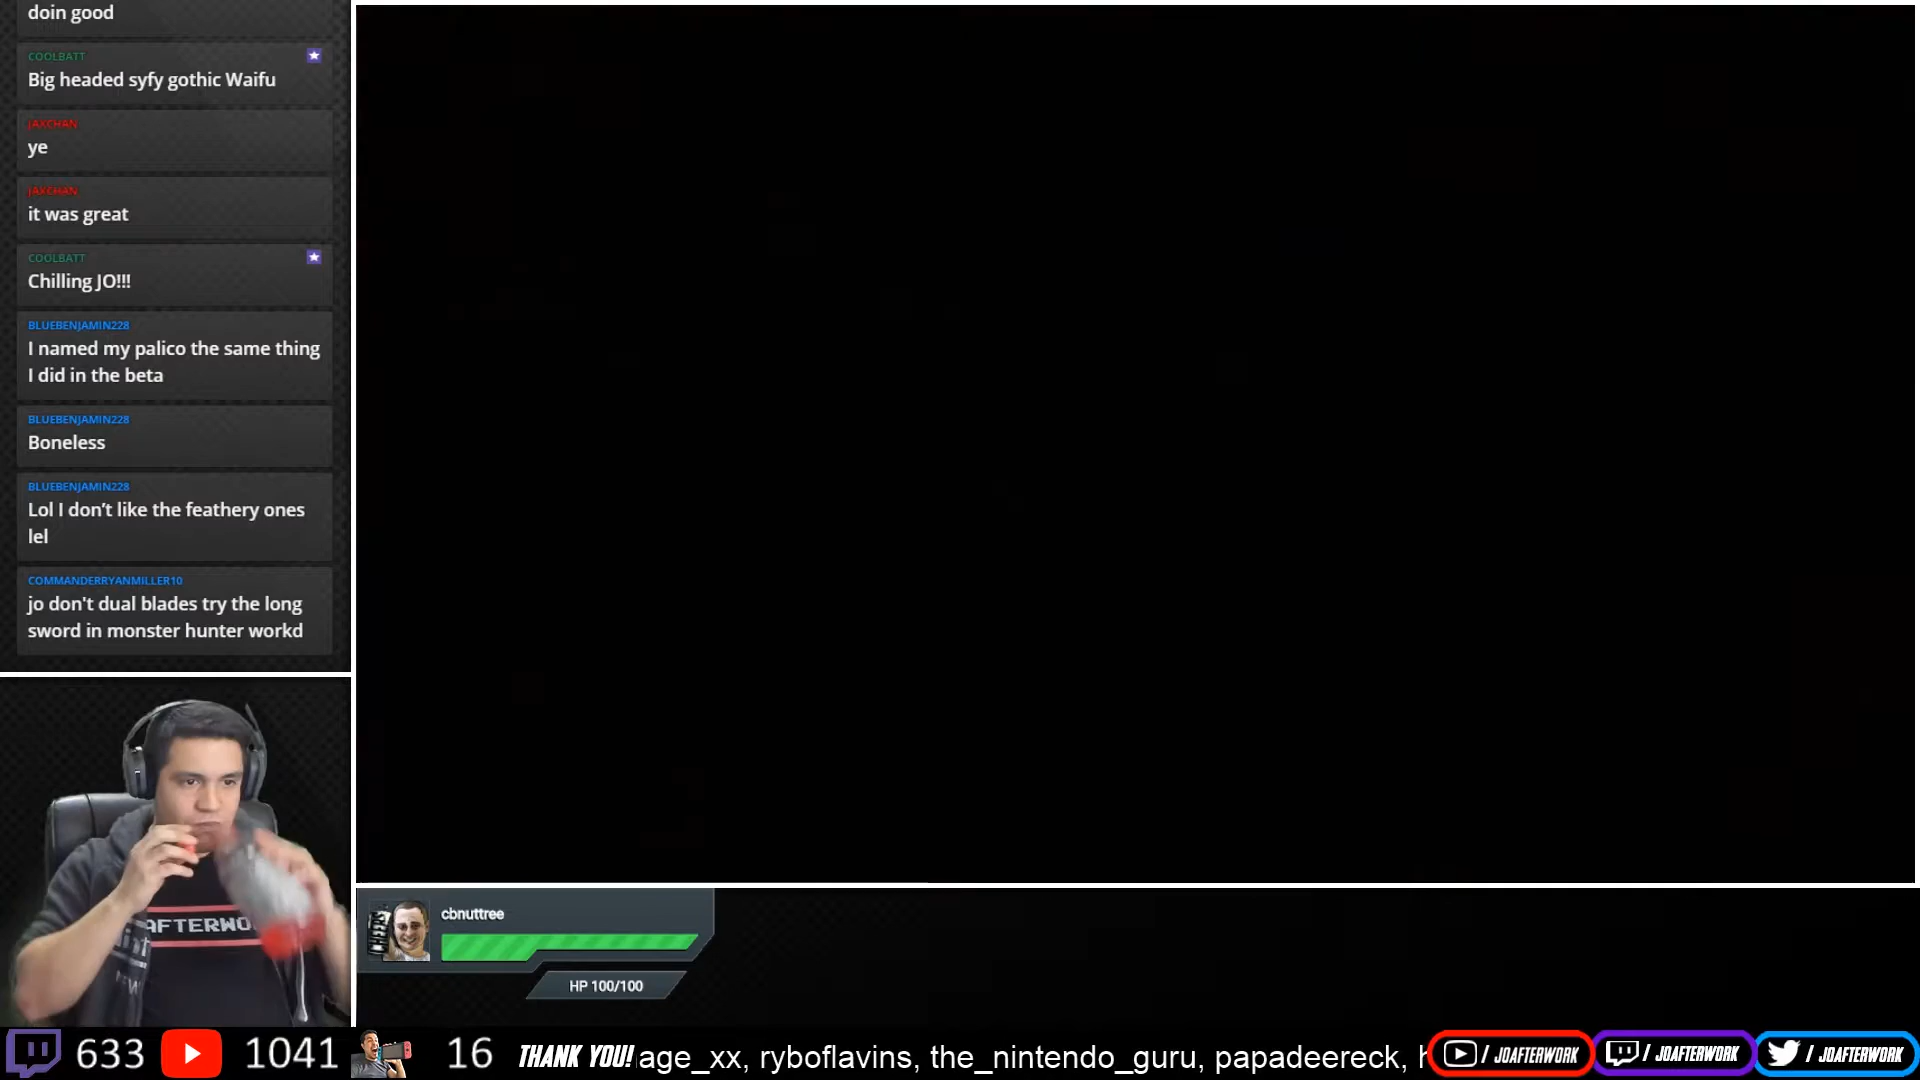 doin good
COOLBATT
Big headed syfy gothic Waifu
JAXCHAN
ye
JAXCHAN
it was great
COOLBATT
Chilling JO!!!
BLUEBENJAMIN228
I named my palico the same thing
I did in the beta
BLUEBENJAMIN228
Boneless
BLUEBENJAMIN228
Lol I don’t like the feathery ones
lel
COMMANDERRYANMILLER10
jo don't dual blades try the long
sword in monster hunter workd
AFTERWO
cbnuttree
HP 100/100
633 1041 16 THANK YOU! age_xx, ryboflavins, the_nintendo_guru, papadeereck, / JOAFTERWORK / JOAFTERWORK / JOAFTERWORK